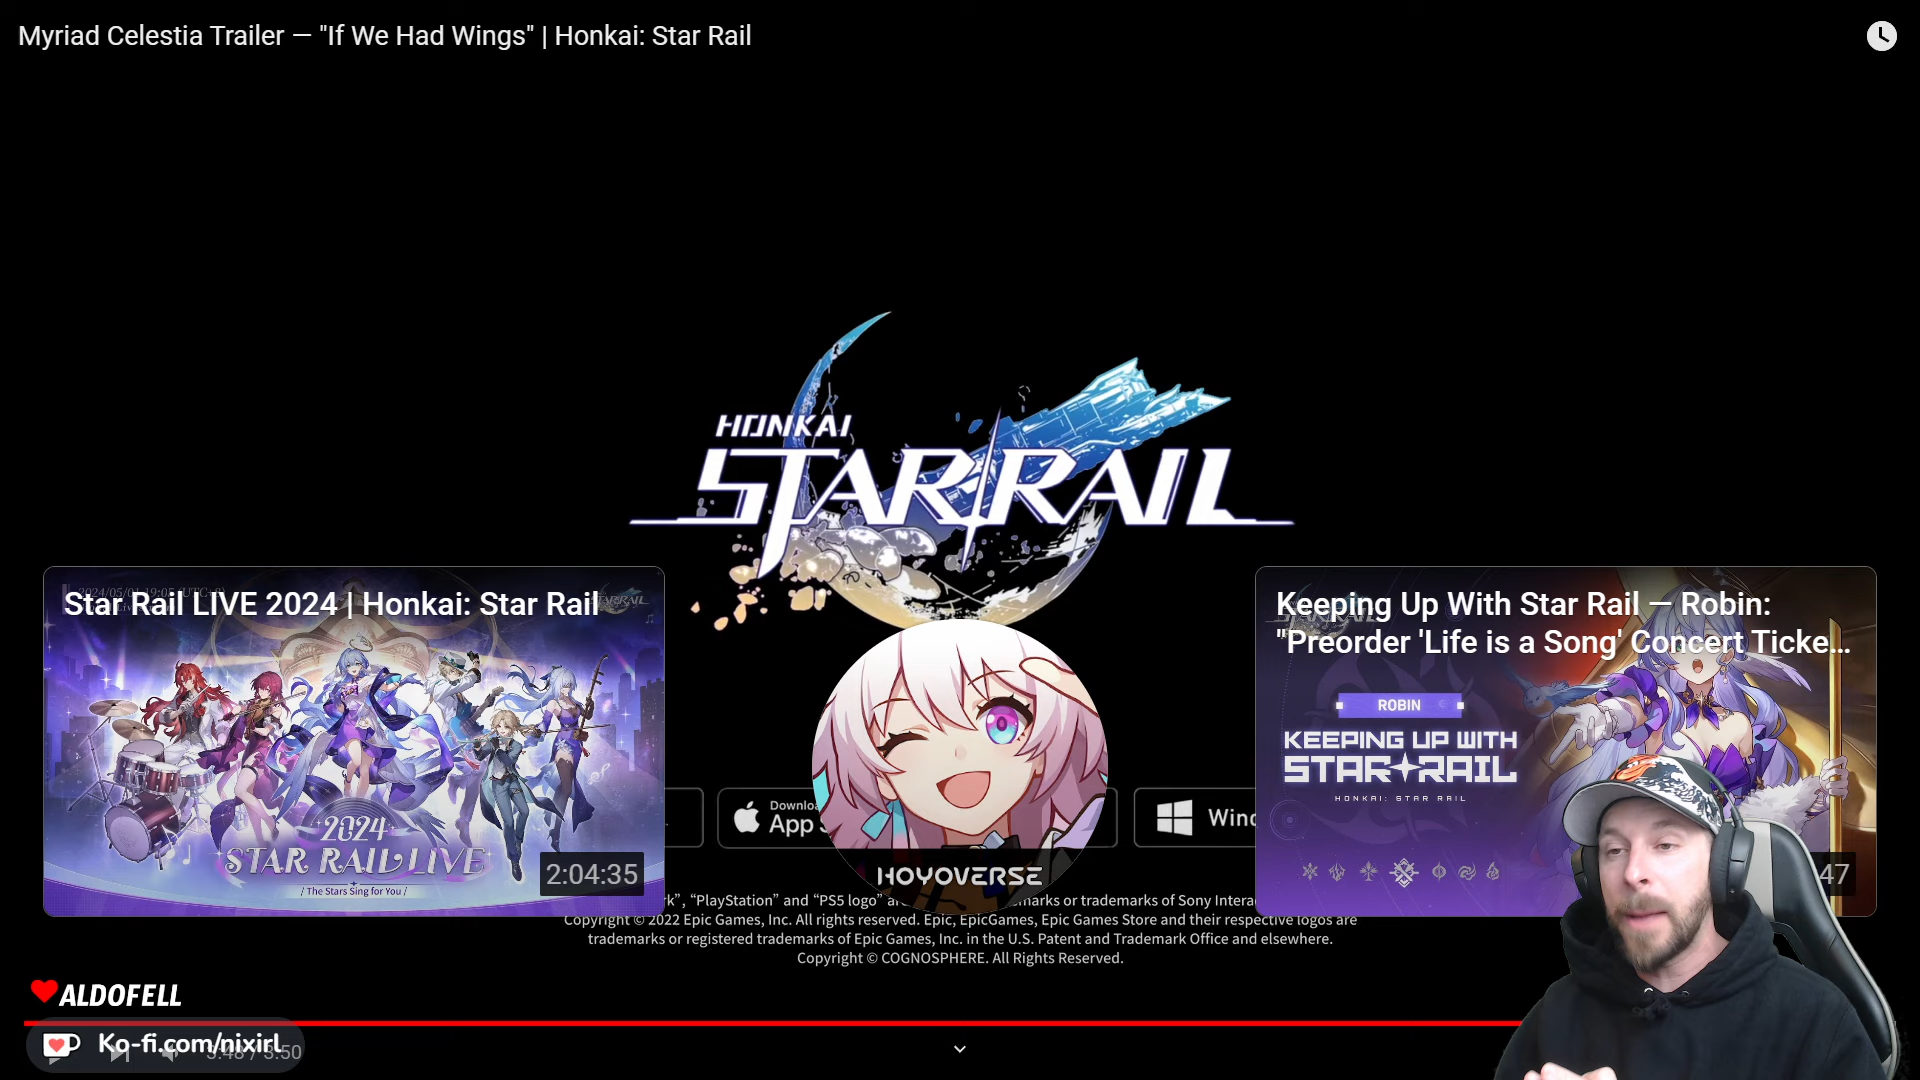 Myriad Celestia Trailer — "If We Had Wings" | Honkai: Star Rail
HONKAI
STAR RAIL
Star Rail LIVE 2024 | Honkai: Star Rail
2024
STAR RAIL LIVE
/ The Stars Sing for You /
2:04:35
Keeping Up With Star Rail — Robin:
"Preorder 'Life is a Song' Concert Ticke...
ROBIN
KEEPING UP WITH
STAR RAIL
HONKAI: STAR RAIL
47
App
HOYOVERSE
"PlayStation" and "PS5 logo"
marks or trademarks of Sony
Copyright © 2022 Epic Games, Inc. All rights reserved. Epic, EpicGames, Epic Games Store and their respective logos are
trademarks or registered trademarks of Epic Games, Inc. in the U.S. Patent and Trademark Office and elsewhere.
Copyright © COGNOSPHERE. All Rights Reserved.
ALDOFELL
Ko-fi.com/nixirl